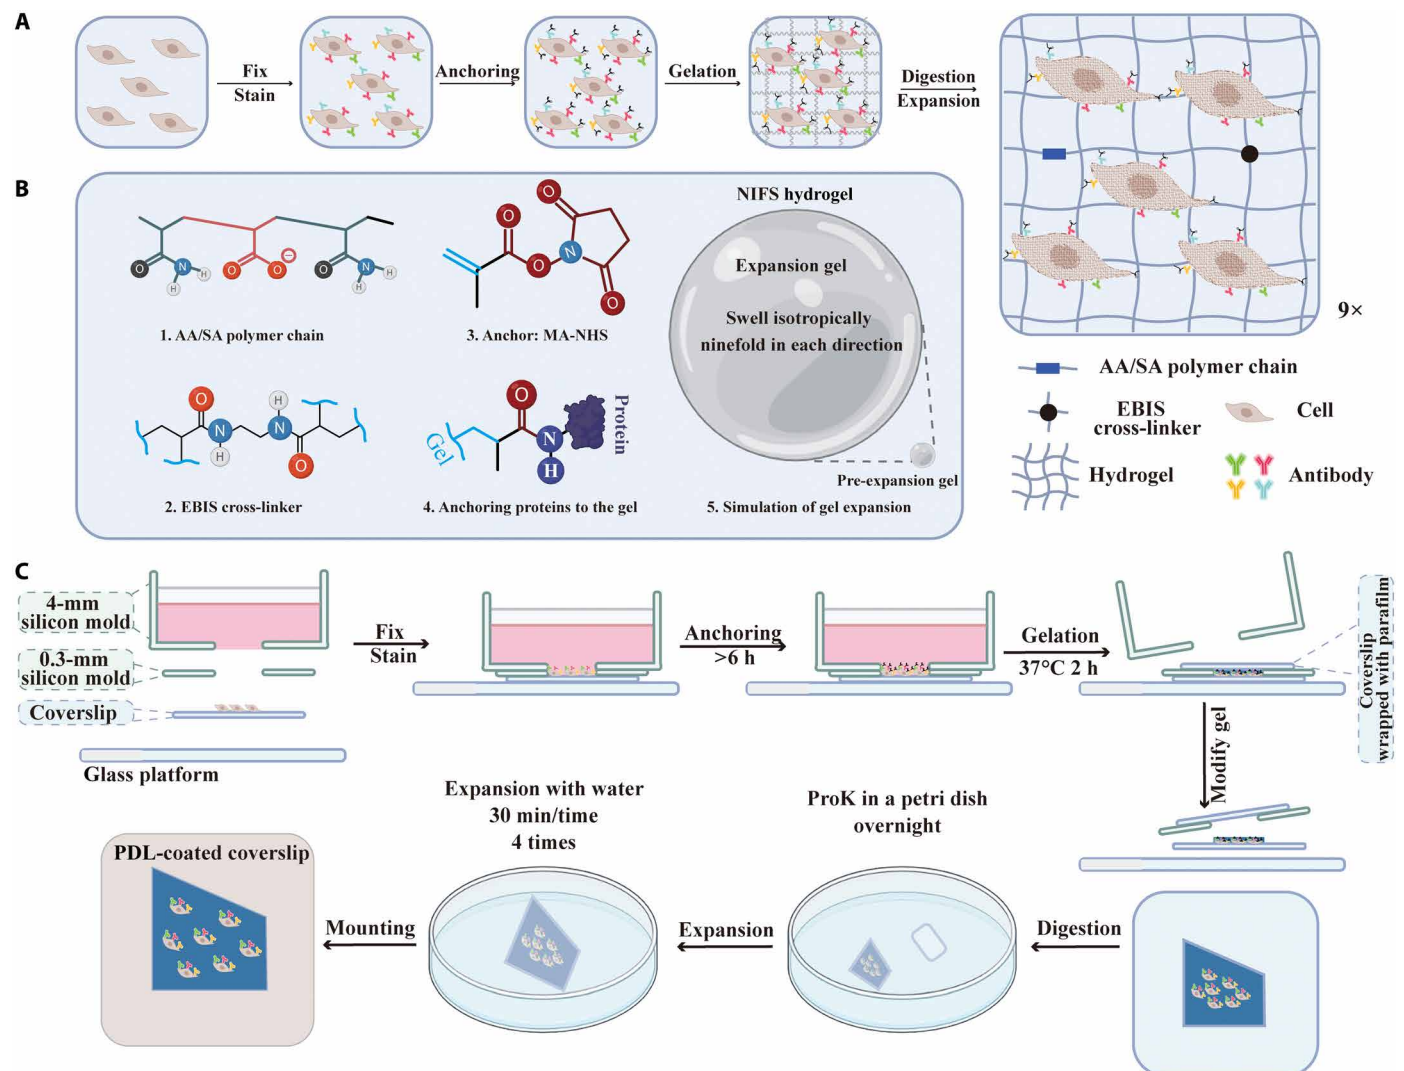 A
Fix
Stain
Anchoring
Gelation
Digestion
Expansion
9×
AA/SA polymer chain
EBIS
cross-linker
Cell
Hydrogel
Antibody
B
O
N
H
H
O
O
−
O
N
H
H
1. AA/SA polymer chain
O
O
O
N
O
3. Anchor: MA-NHS
O
N
H
H
N
O
2. EBIS cross-linker
Gel
O
N
H
Protein
4. Anchoring proteins to the gel
NIFS hydrogel
Expansion gel
Swell isotropically
ninefold in each direction
Pre-expansion gel
5. Simulation of gel expansion
C
4-mm
silicon mold
0.3-mm
silicon mold
Coverslip
Glass platform
Fix
Stain
Anchoring
>6 h
Gelation
37°C 2 h
Coverslip
wrapped with parafilm
Modify gel
Digestion
ProK in a petri dish
overnight
Expansion
Expansion with water
30 min/time
4 times
Mounting
PDL-coated coverslip